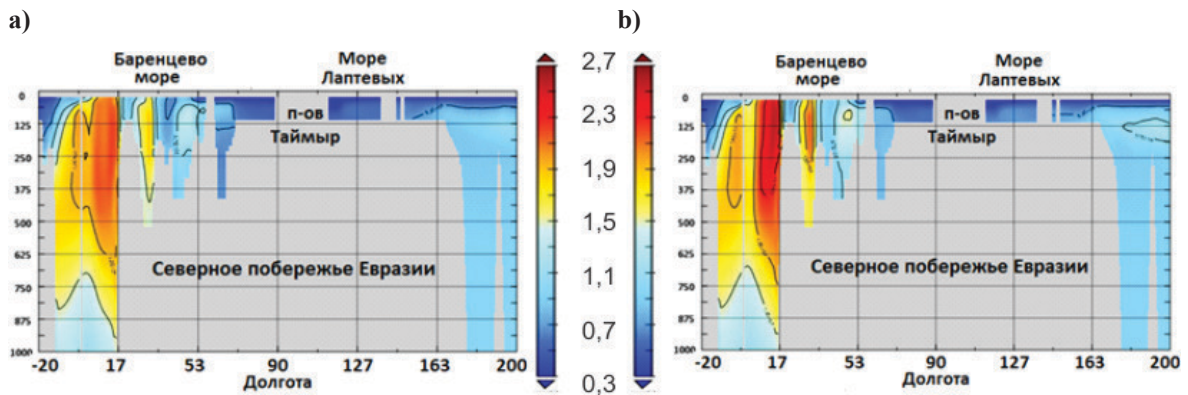 a)
Баренцево
море
Море
Лаптевых
0
125
250
375
500
625
750
875
1000
п-ов
Таймыр
Северное побережье Евразии
-20
17
53
90
127
163
200
Долгота
2,7
2,3
1,9
1,5
1,1
0,7
0,3
b)
Баренцево
море
Море
Лаптевых
0
125
250
375
500
625
750
875
1000
п-ов
Таймыр
Северное побережье Евразии
-20
17
53
90
127
163
200
Долгота